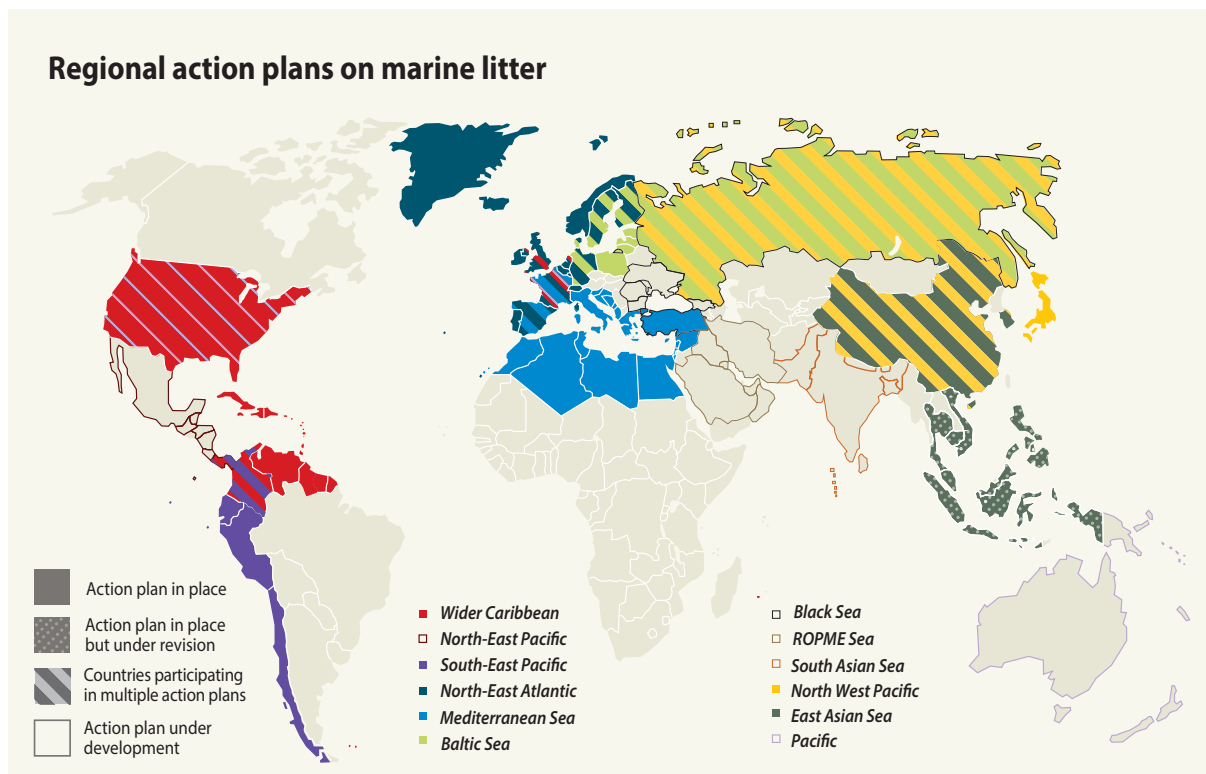 Regional action plans on marine litter
Action plan in place
Action plan in place
but under revision
Countries participating
in multiple action plans
Action plan under
development
Wider Caribbean
North-East Pacific
South-East Pacific
North-East Atlantic
Mediterranean Sea
Baltic Sea
Black Sea
ROPME Sea
South Asian Sea
North West Pacific
East Asian Sea
Pacific